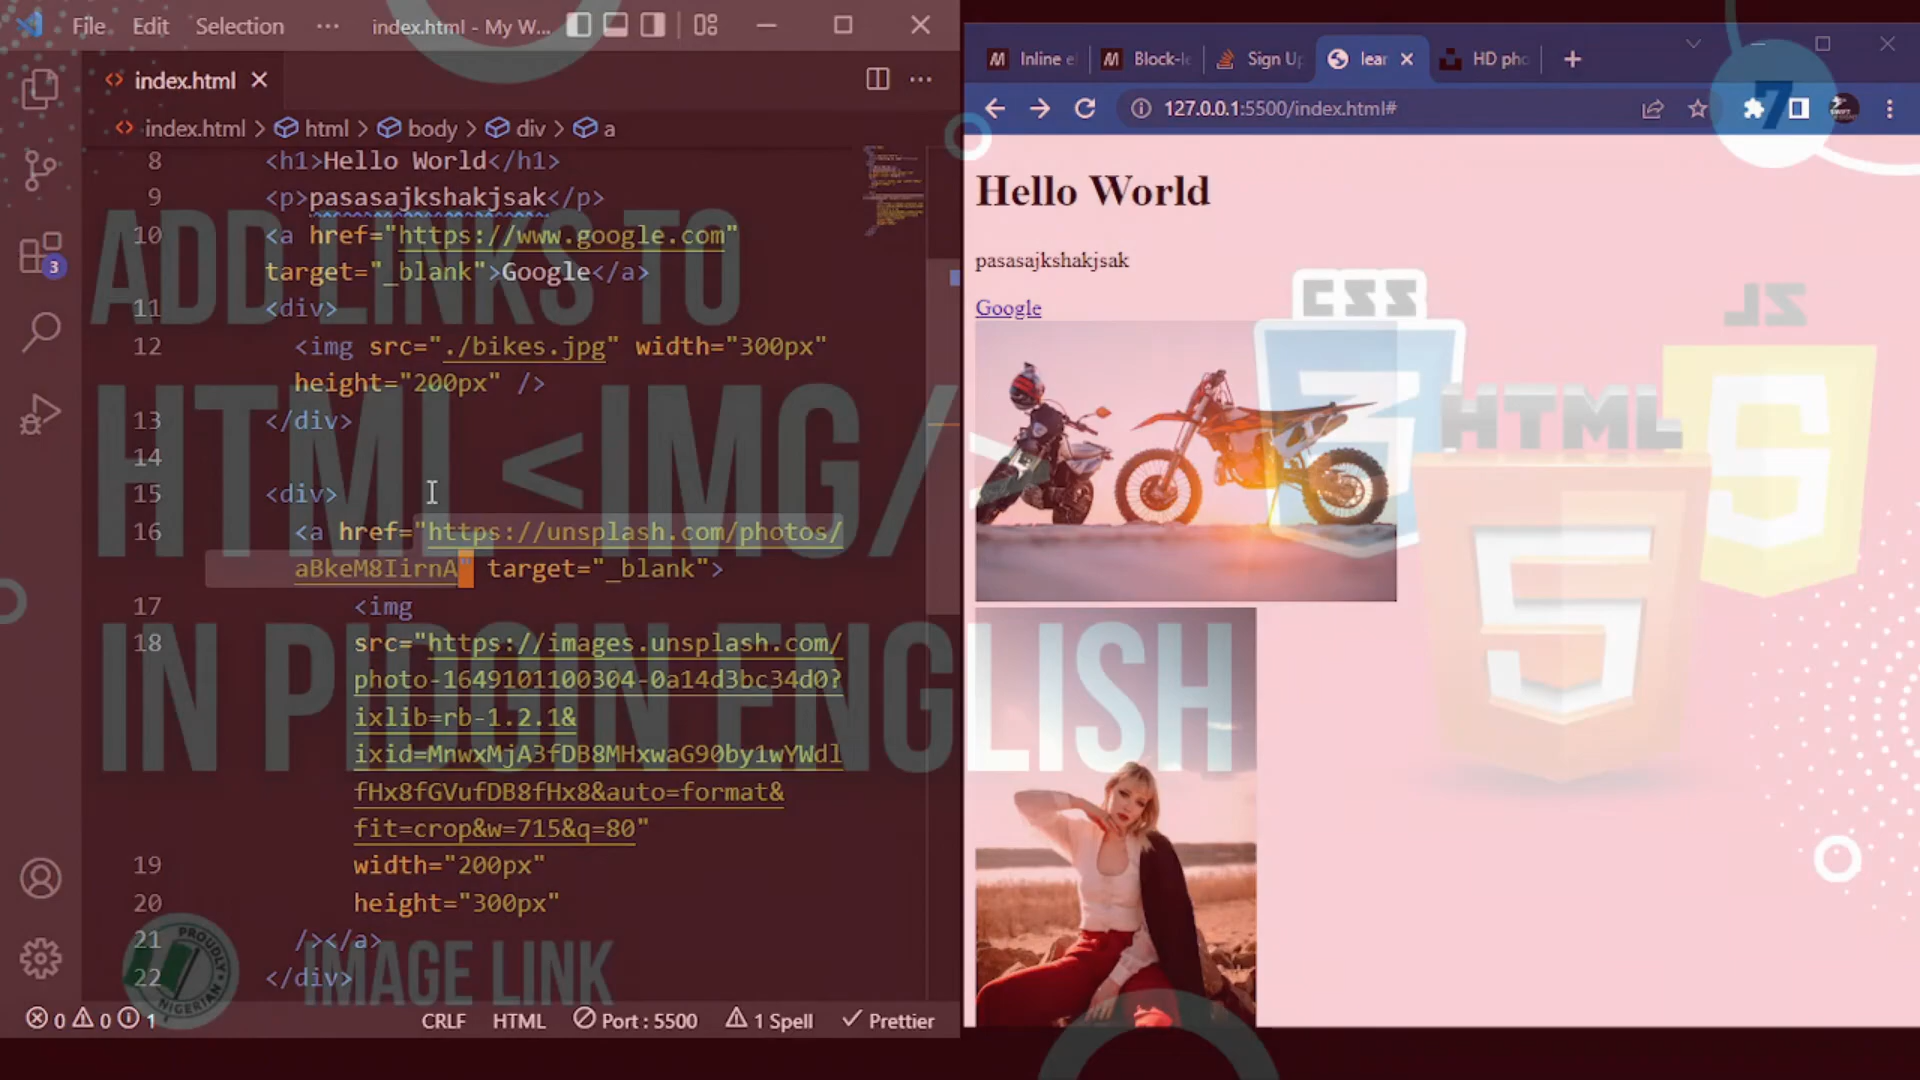 File Edit Selection ··· index.html - My W...
index.html
index.html > html > body > div > a
8 <h1>Hello World</h1>
9 <p>pasasajkshakjsak</p>
10 <a href="https://www.google.com"
target="_blank">Google</a>
11 <div>
12 <img src="./bikes.jpg" width="300px"
height="200px" />
13 </div>
14
15 <div>
16 <a href="https://unsplash.com/photos/
aBkeM8IirnA" target="_blank">
17 <img
18 src="https://images.unsplash.com/
photo-1649101100304-0a14d3bc34d0?
ixlib=rb-1.2.1&
ixid=MnwxMjA3fDB8MHxwaG90by1wYWdl
fHx8fGVufDB8fHx8&auto=format&
fit=crop&w=715&q=80"
19 width="200px"
20 height="300px"
21 /></a>
22 </div>
3
0 0 1 CRLF HTML Port : 5500 1 Spell Prettier
ADD LINKS TO
HTML <IMG/>
IN PIDGIN ENGLISH
IMAGE LINK
PROUDLY
NIGERIAN
Inline e Block-le Sign Up lear HD pho
127.0.0.1:5500/index.html#
7
Hello World
pasasajkshakjsak
Google
CSS
3
JS
HTML
5